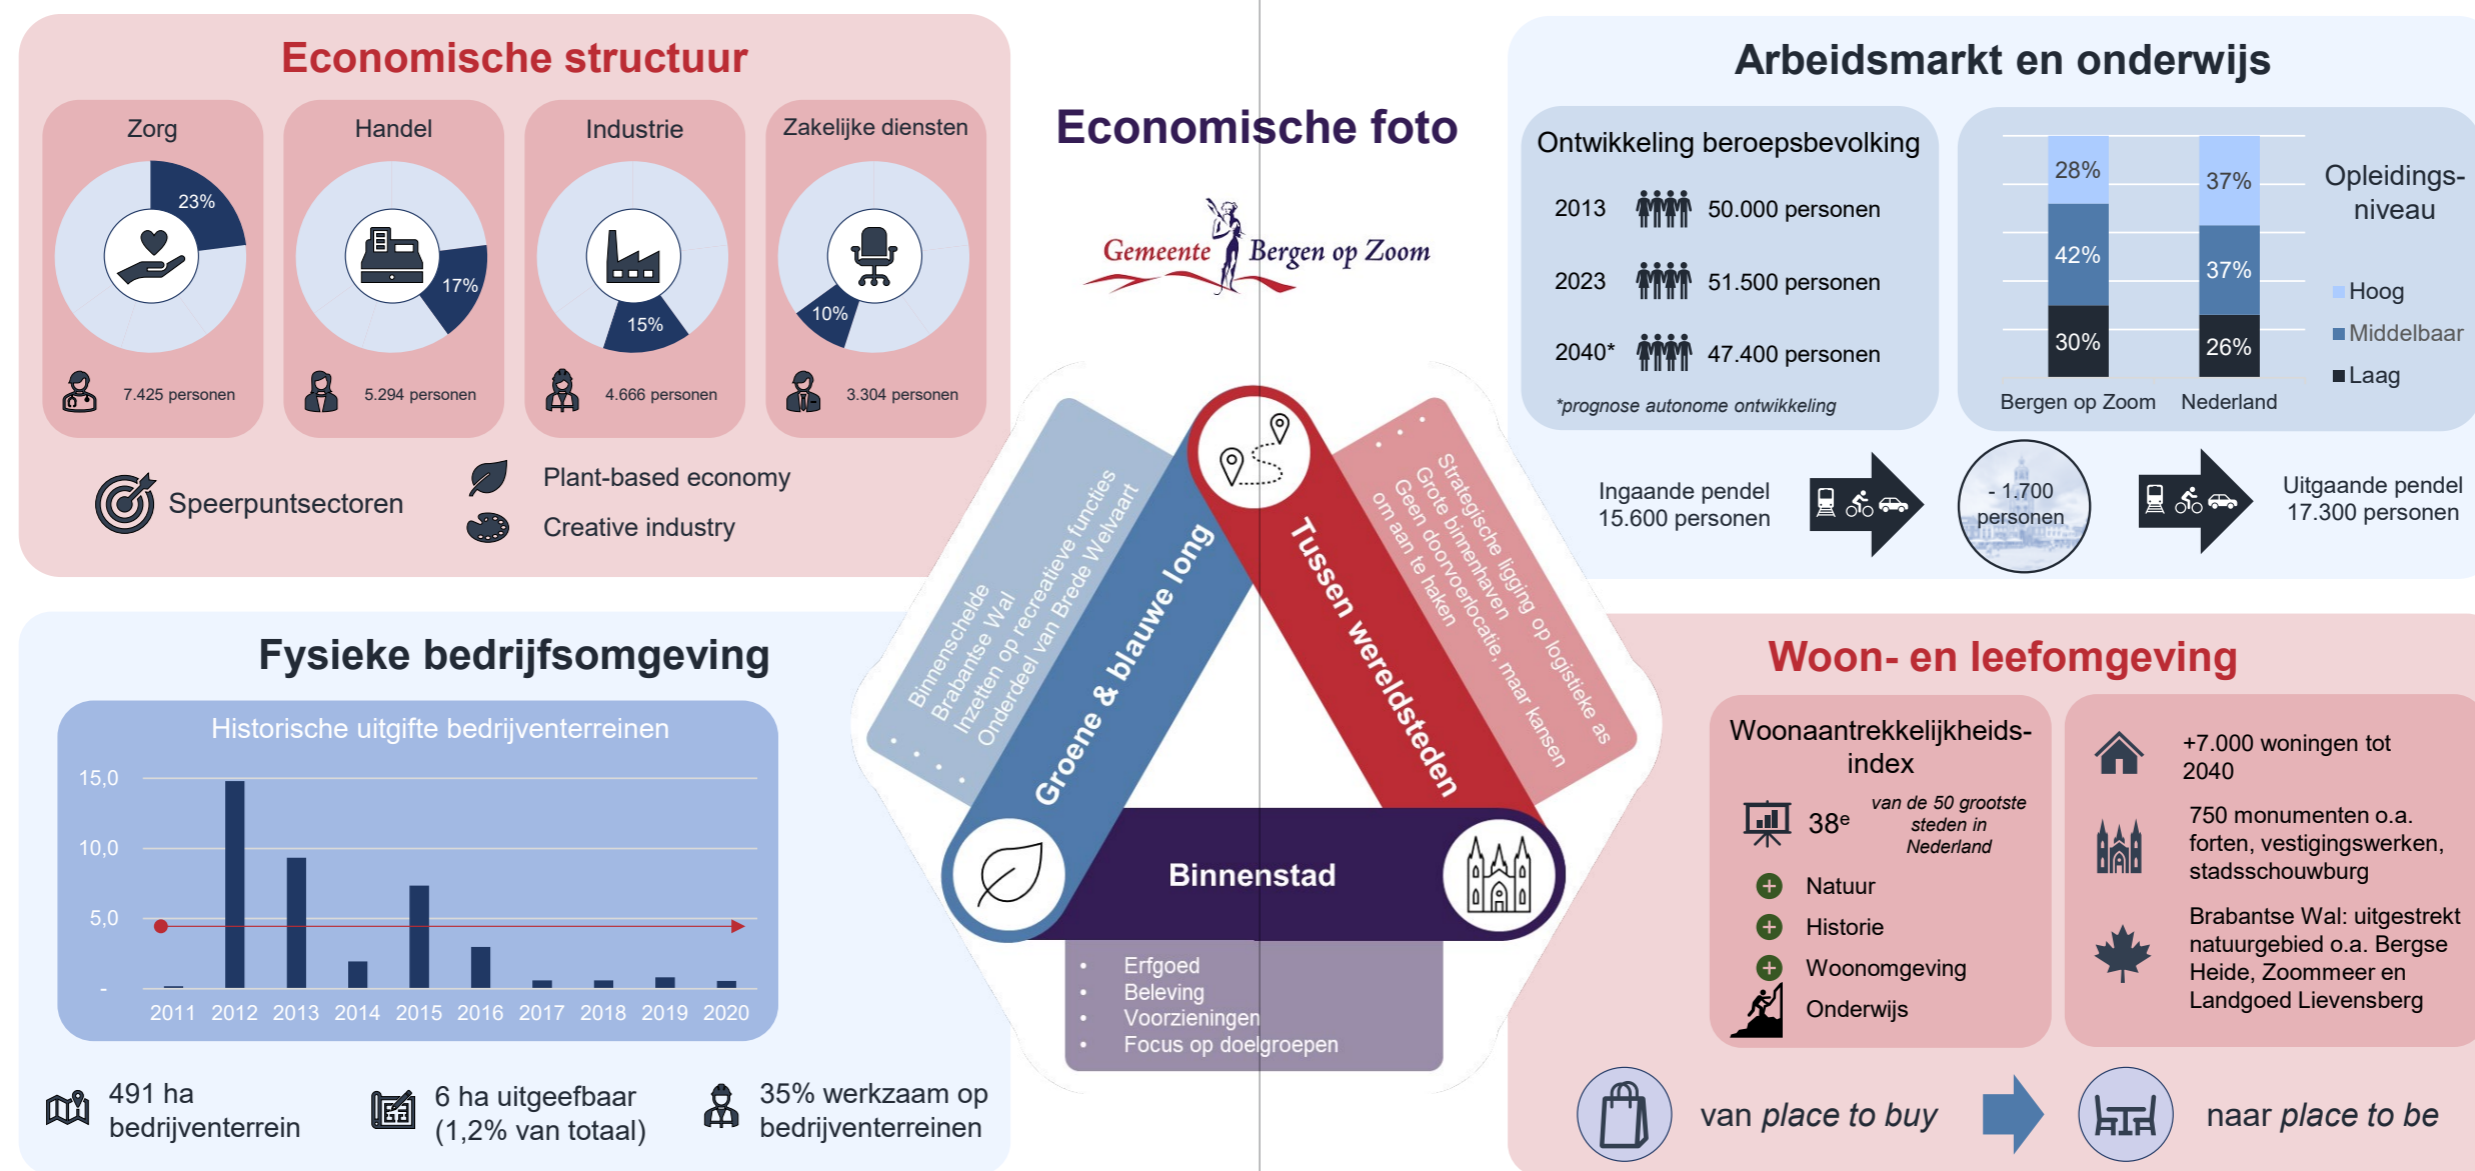 Economische structuur
Zorg
23%
7.425 personen
Handel
17%
5.294 personen
Industrie
15%
4.666 personen
Zakelijke diensten
10%
3.304 personen
Speerpuntsectoren
Plant-based economy
Creative industry
Economische foto
Gemeente Bergen op Zoom
Arbeidsmarkt en onderwijs
Ontwikkeling beroepsbevolking
2013 50.000 personen
2023 51.500 personen
2040* 47.400 personen
*prognose autonome ontwikkeling
28%
42%
30%
37%
37%
26%
Bergen op Zoom Nederland
Opleidings-
niveau
Hoog
Middelbaar
Laag
Ingaande pendel
15.600 personen
- 1.700
personen
Uitgaande pendel
17.300 personen
Groene & blauwe long
• Binnenschelde
• Brabantse Wal
• Inzetten op recreatieve functies
• Onderdeel van Brede Welvaart
Tussen wereldsteden
• Strategische ligging op logistieke as
• Grote binnenhaven
• Geen doorvoerlocatie, maar kansen
om aan te haken
Binnenstad
• Erfgoed
• Beleving
• Voorzieningen
• Focus op doelgroepen
Fysieke bedrijfsomgeving
Historische uitgifte bedrijventerreinen
15,0
10,0
5,0
-
2011 2012 2013 2014 2015 2016 2017 2018 2019 2020
491 ha
bedrijventerrein
6 ha uitgeefbaar
(1,2% van totaal)
35% werkzaam op
bedrijventerreinen
Woon- en leefomgeving
Woonaantrekkelijkheids-
index
38e
van de 50 grootste
steden in
Nederland
Natuur
Historie
Woonomgeving
Onderwijs
+7.000 woningen tot
2040
750 monumenten o.a.
forten, vestigingswerken,
stadsschouwburg
Brabantse Wal: uitgestrekt
natuurgebied o.a. Bergse
Heide, Zoommeer en
Landgoed Lievensberg
van place to buy
naar place to be